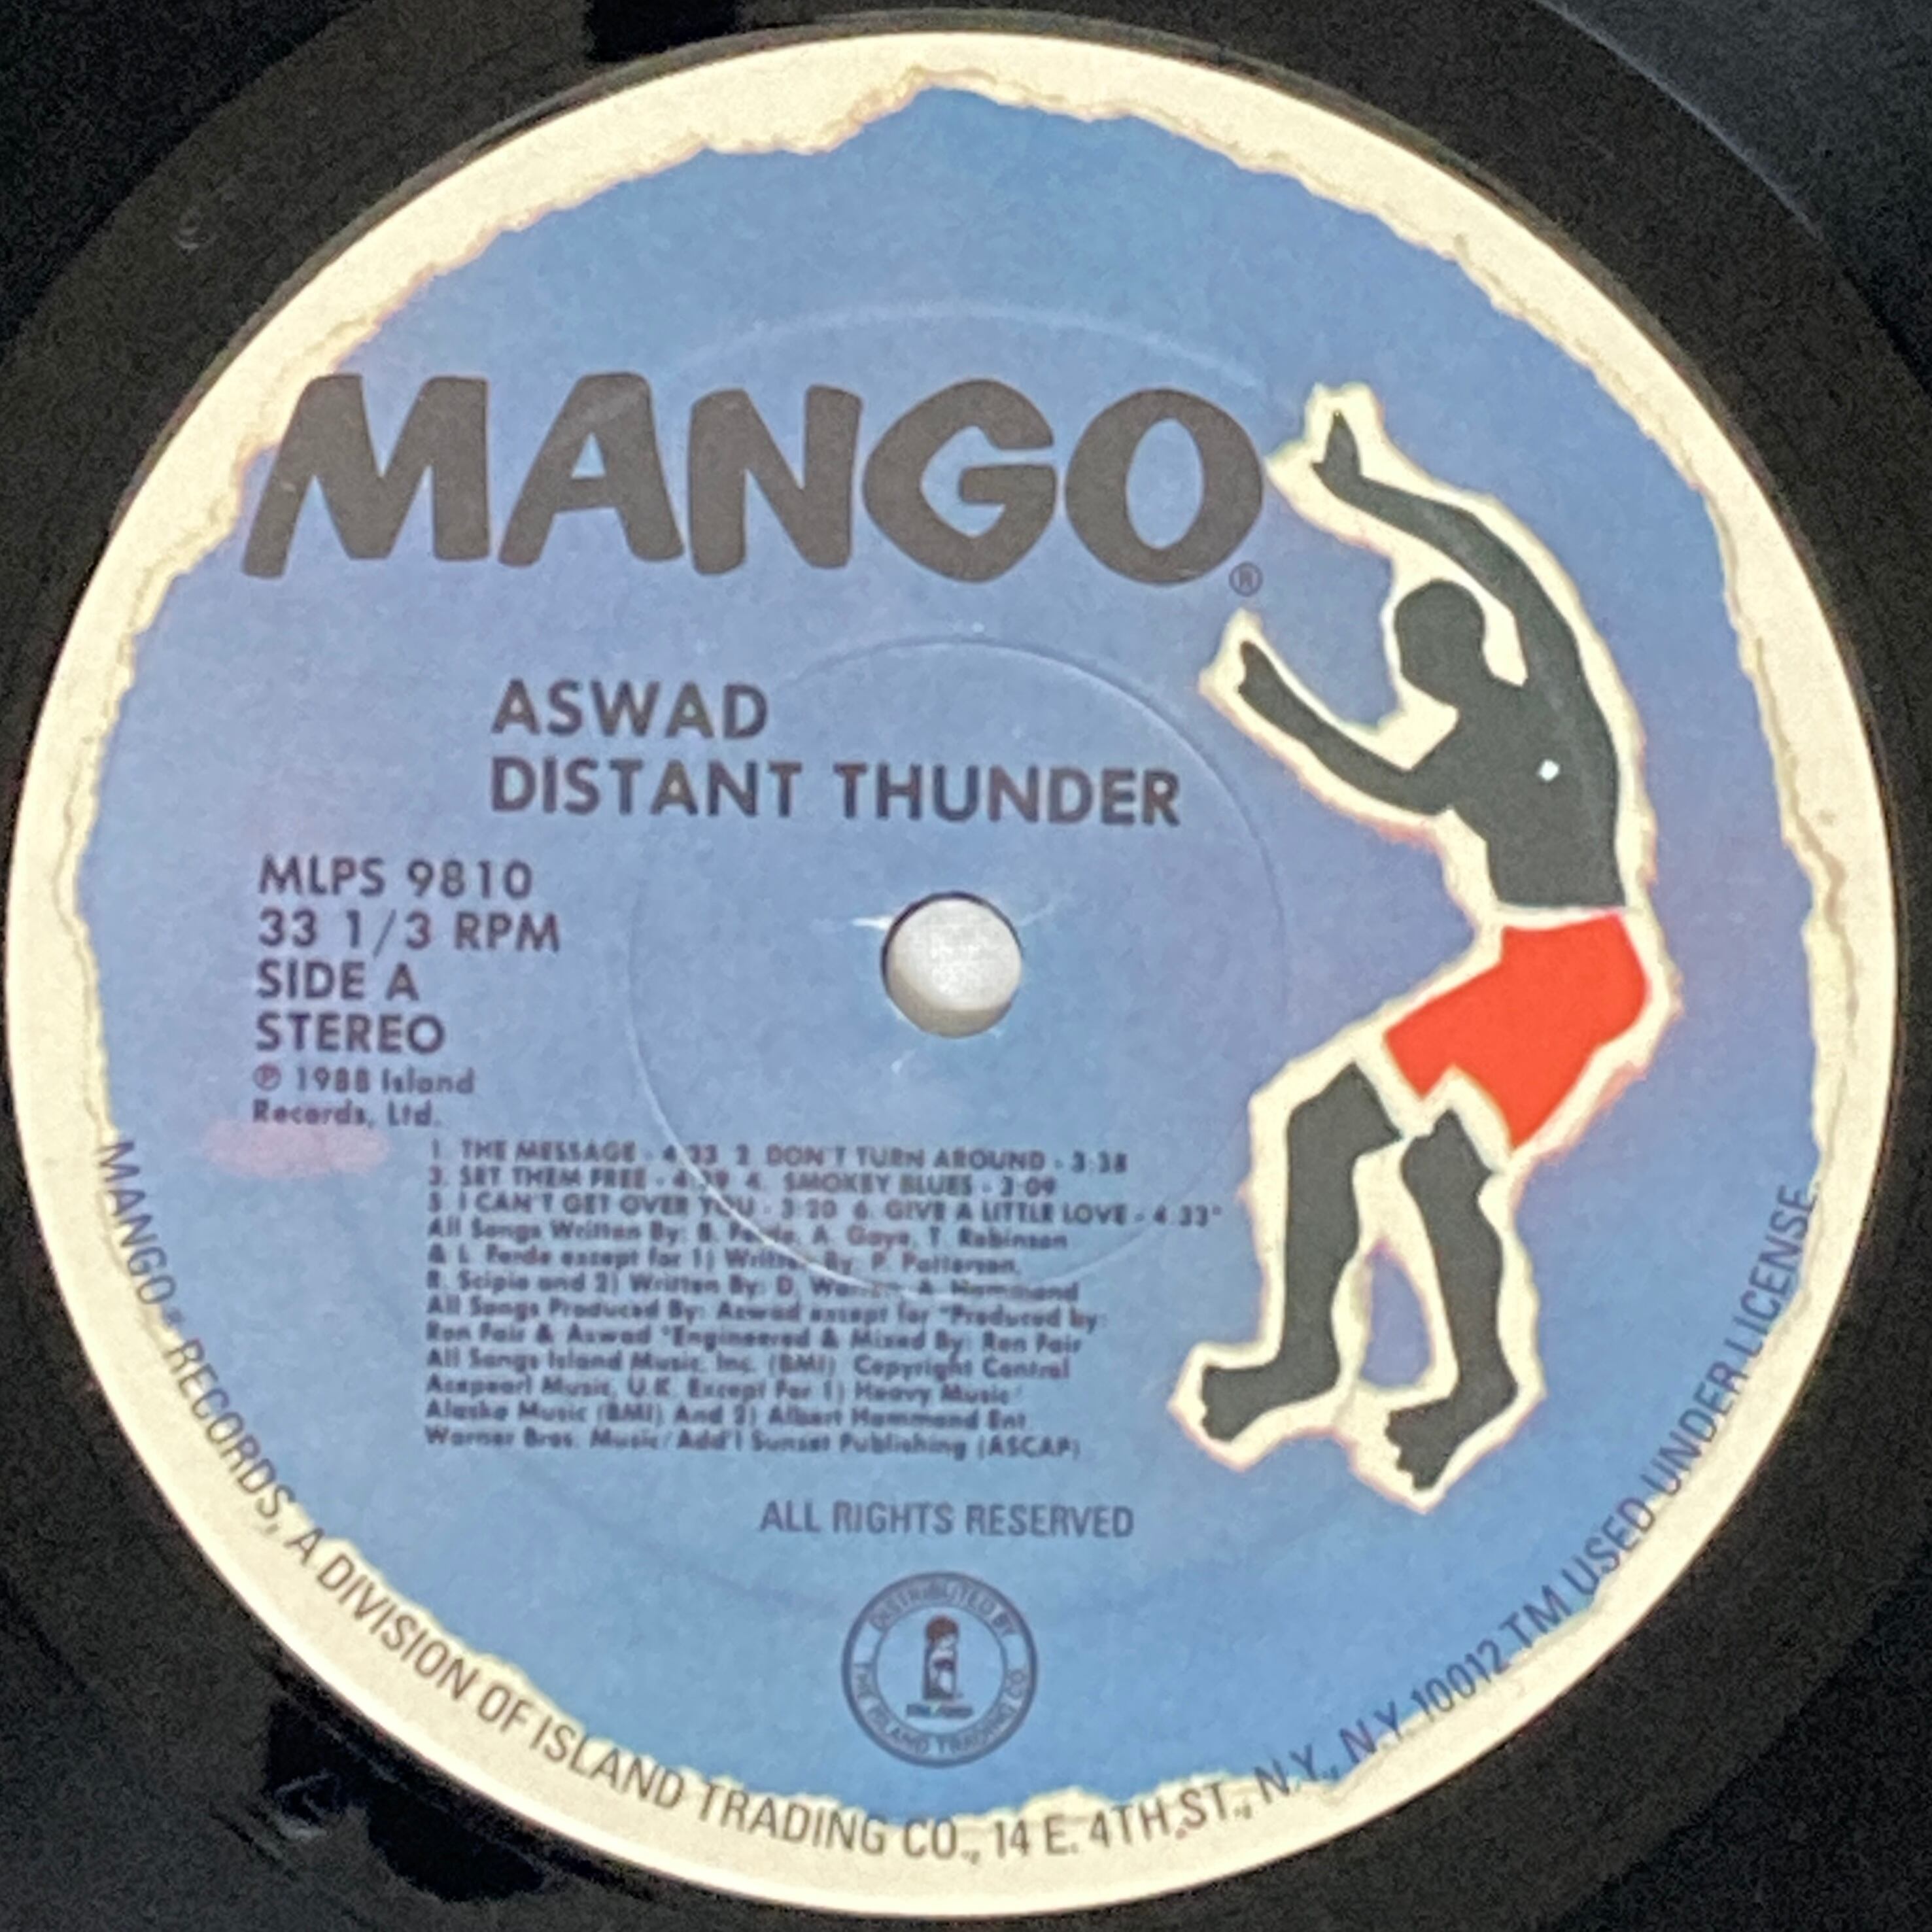 MANGO®
ASWAD
DISTANT THUNDER
MLPS 9810
33 1/3 RPM
SIDE A
STEREO
℗ 1988 Island
Records, Ltd.
1. THE MESSAGE - 4:33 2. DON'T TURN AROUND - 3:38
3. SET THEM FREE - 4:39 4. SMOKEY BLUES - 3:09
5. I CAN'T GET OVER YOU - 3:20 6. GIVE A LITTLE LOVE - 4:33*
All Songs Written By: B. Forde, A. Gaye, T. Robinson
& L. Forde except for 1) Written By: P. Patterson,
R. Scipio and 2) Written By: D. Warren, A. Hammond
All Songs Produced By: Aswad except for *Produced by:
Ron Fair & Aswad *Engineered & Mixed By: Ron Fair
All Songs Island Music, Inc. (BMI) Copyright Control
Acapearl Music, U.K. Except For 1) Heavy Music/
Alaska Music (BMI) And 2) Albert Hammond Ent.
Warner Bros. Music/ Add'l Sunset Publishing (ASCAP)
ALL RIGHTS RESERVED
DISTRIBUTED BY
THE ISLAND TRADING CO
MANGO® RECORDS, A DIVISION OF ISLAND TRADING CO., 14 E. 4TH ST., N.Y., N.Y. 10012 TM USED UNDER LICENSE.